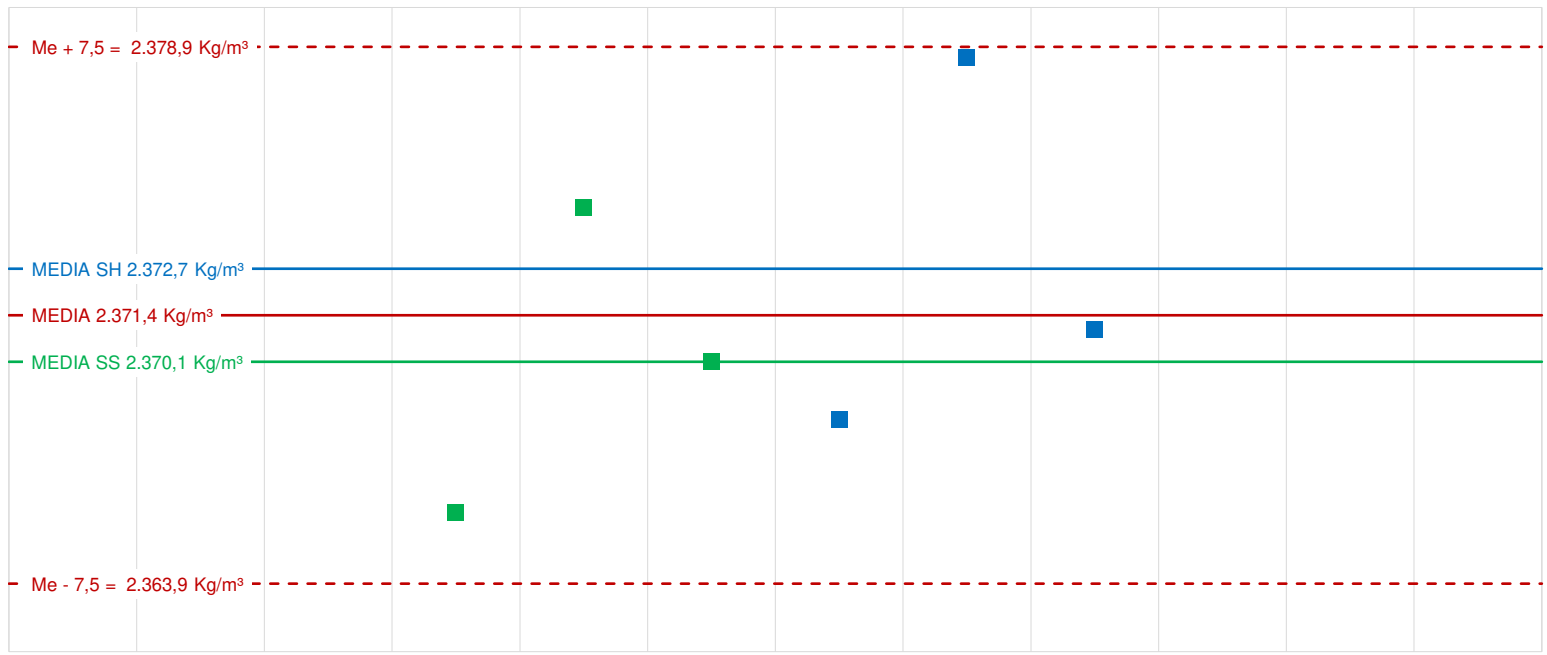 Me + 7,5 =  2.378,9 Kg/m³
MEDIA SH 2.372,7 Kg/m³
MEDIA 2.371,4 Kg/m³
MEDIA SS 2.370,1 Kg/m³
Me - 7,5 =  2.363,9 Kg/m³